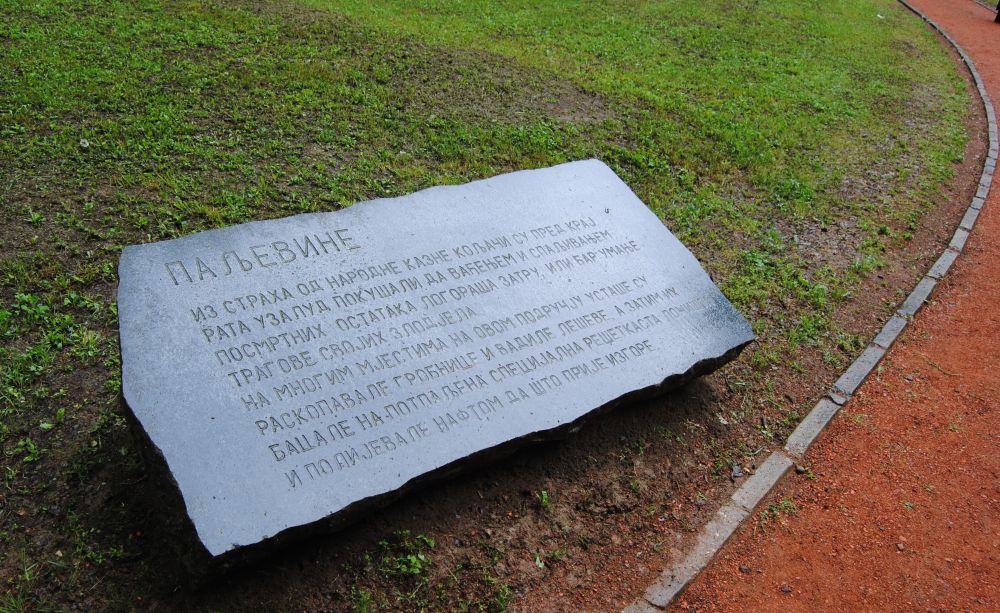 ПАЉЕВИНЕ
ИЗ СТРАХА ОД НАРОДНЕ КАЗНЕ КОЉАЧИ СУ ПРЕД КРАЈ
РАТА УЗАЛУД ПОКУШАЛИ, ДА ВАЂЕЊЕМ И СПАЉИВАЊЕМ
ПОСМРТНИХ ОСТАТАКА ЛОГОРАША ЗАТРУ, ИЛИ БАР УМАНЕ
ТРАГОВЕ СВОЈИХ ЗЛОДЈЕЛА
НА МНОГИМ МЈЕСТИМА НА ОВОМ ПОДРУЧЈУ УСТАШЕ СУ
РАСКОПАВАЛЕ ГРОБНИЦЕ И ВАДИЛЕ ЛЕШЕВЕ, А ЗАТИМ ИХ
БАЦАЛЕ НА ПОТПАЉЕНА СПЕЦИЈАЛНА РЕШЕТКАСТА
И ПОЛИЈЕВАЛЕ НАФТОМ ДА ШТО ПРИЈЕ ИЗГОРЕ